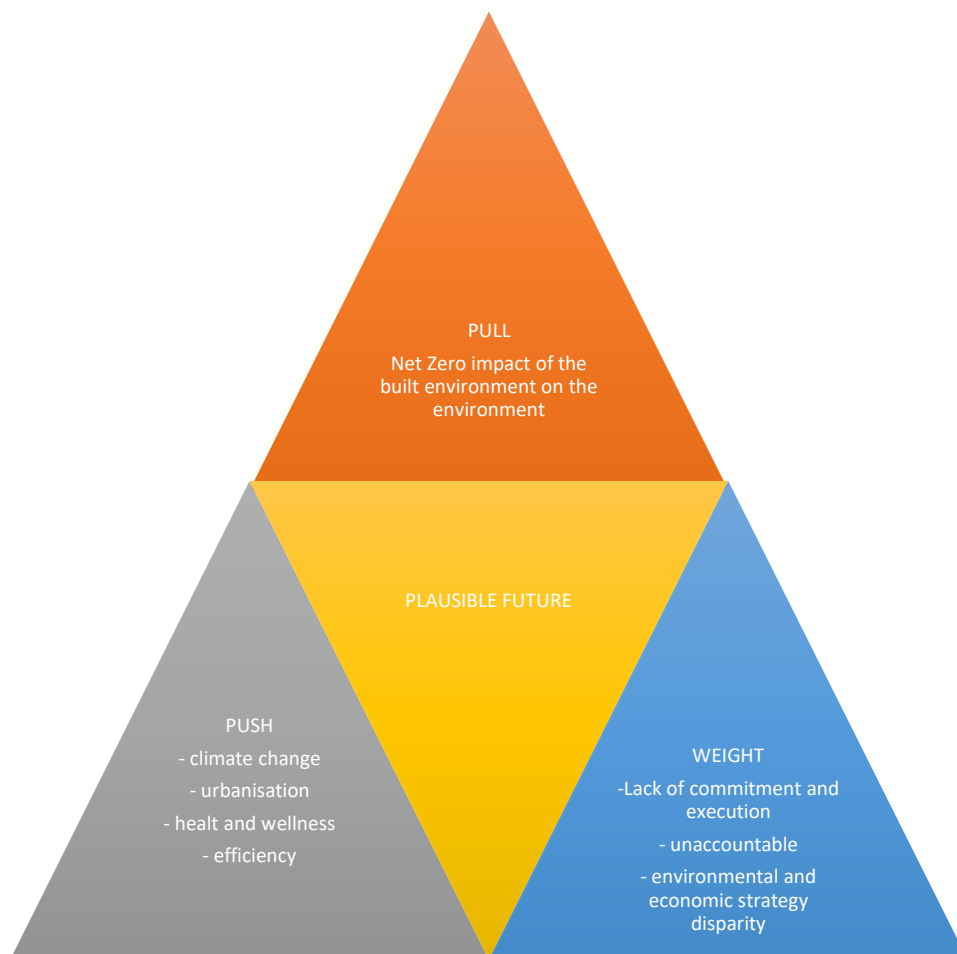 PULL
Net Zero impact of the
built environment on the
environment
PLAUSIBLE FUTURE
PUSH
- climate change
- urbanisation
- healt and wellness
- efficiency
WEIGHT
-Lack of commitment and
execution
- unaccountable
- environmental and
economic strategy
disparity